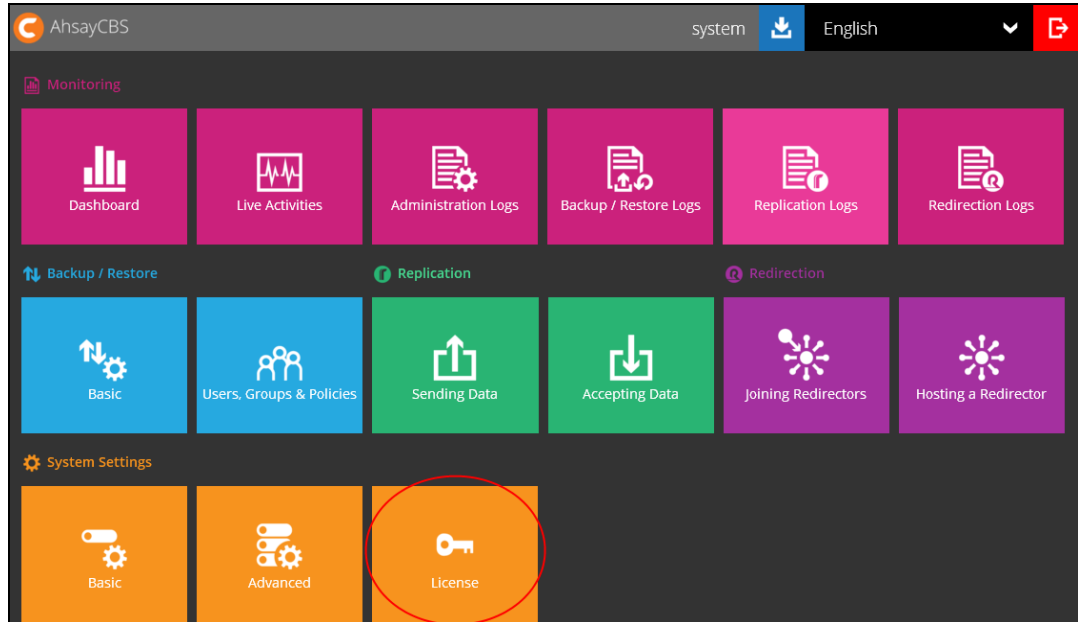 AhsayCBS system English
Monitoring
Dashboard Live Activities Administration Logs Backup / Restore Logs Replication Logs Redirection Logs
Backup / Restore Replication Redirection
Basic Users, Groups & Policies Sending Data Accepting Data Joining Redirectors Hosting a Redirector
System Settings
Basic Advanced License